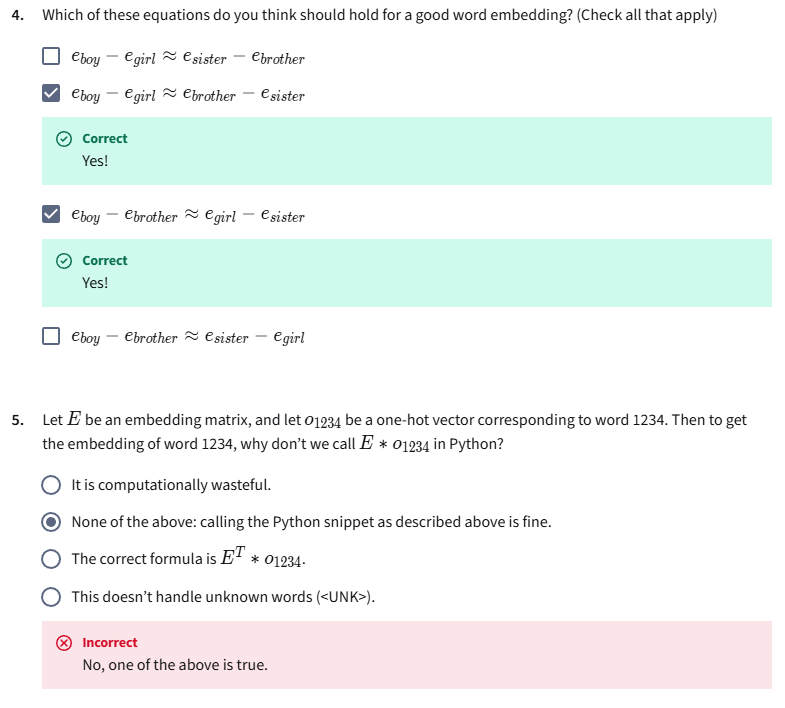 4. Which of these equations do you think should hold for a good word embedding? (Check all that apply)
e_boy − e_girl ≈ e_sister − e_brother
e_boy − e_girl ≈ e_brother − e_sister
Correct
Yes!
e_boy − e_brother ≈ e_girl − e_sister
Correct
Yes!
e_boy − e_brother ≈ e_sister − e_girl
5. Let E be an embedding matrix, and let o_1234 be a one-hot vector corresponding to word 1234. Then to get
the embedding of word 1234, why don’t we call E ∗ o_1234 in Python?
It is computationally wasteful.
None of the above: calling the Python snippet as described above is fine.
The correct formula is E^T ∗ o_1234.
This doesn’t handle unknown words (<UNK>).
Incorrect
No, one of the above is true.